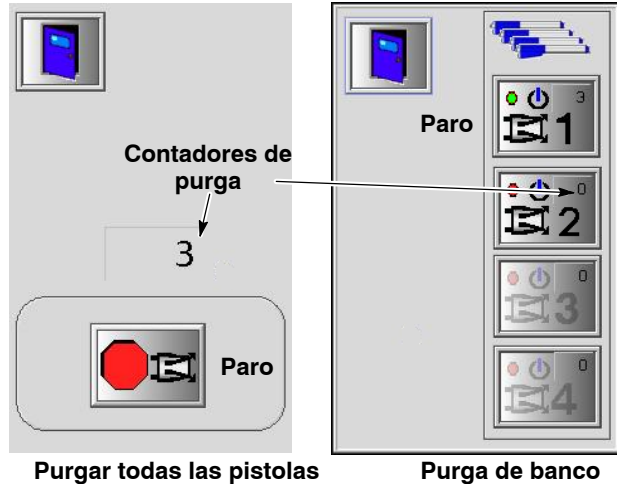 Contadores de
purga
3
Paro
Purgar todas las pistolas
Paro
3
1
0
2
0
3
0
4
Purga de banco